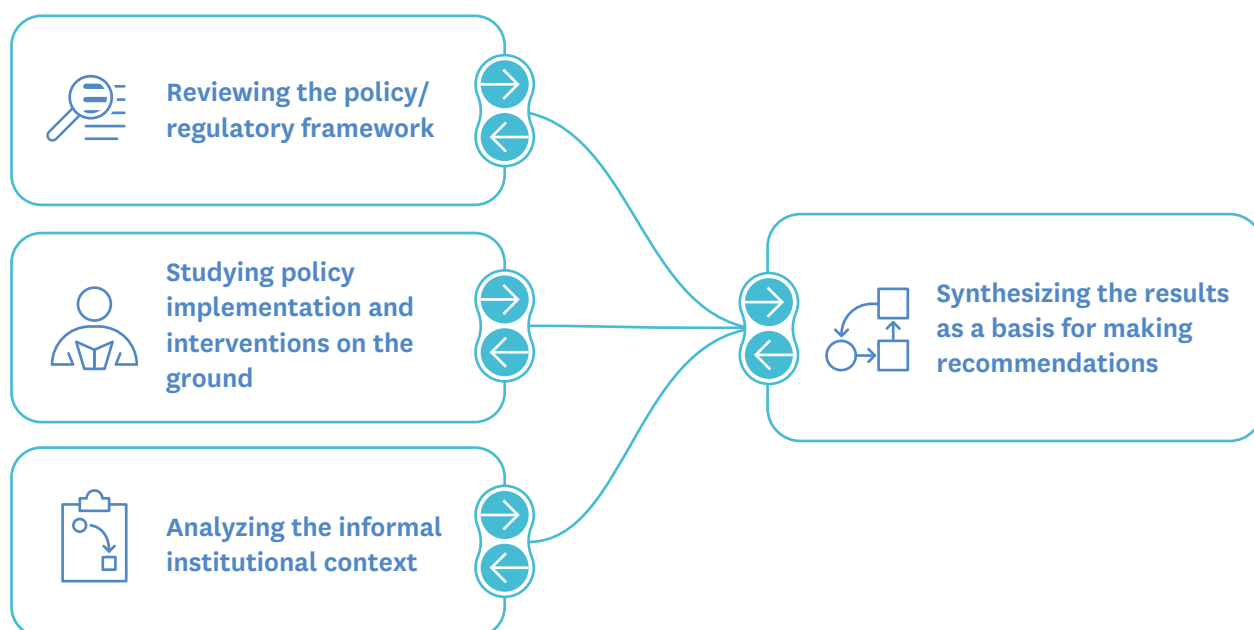 Reviewing the policy/
regulatory framework
Studying policy
implementation and
interventions on the
ground
Analyzing the informal
institutional context
Synthesizing the results
as a basis for making
recommendations